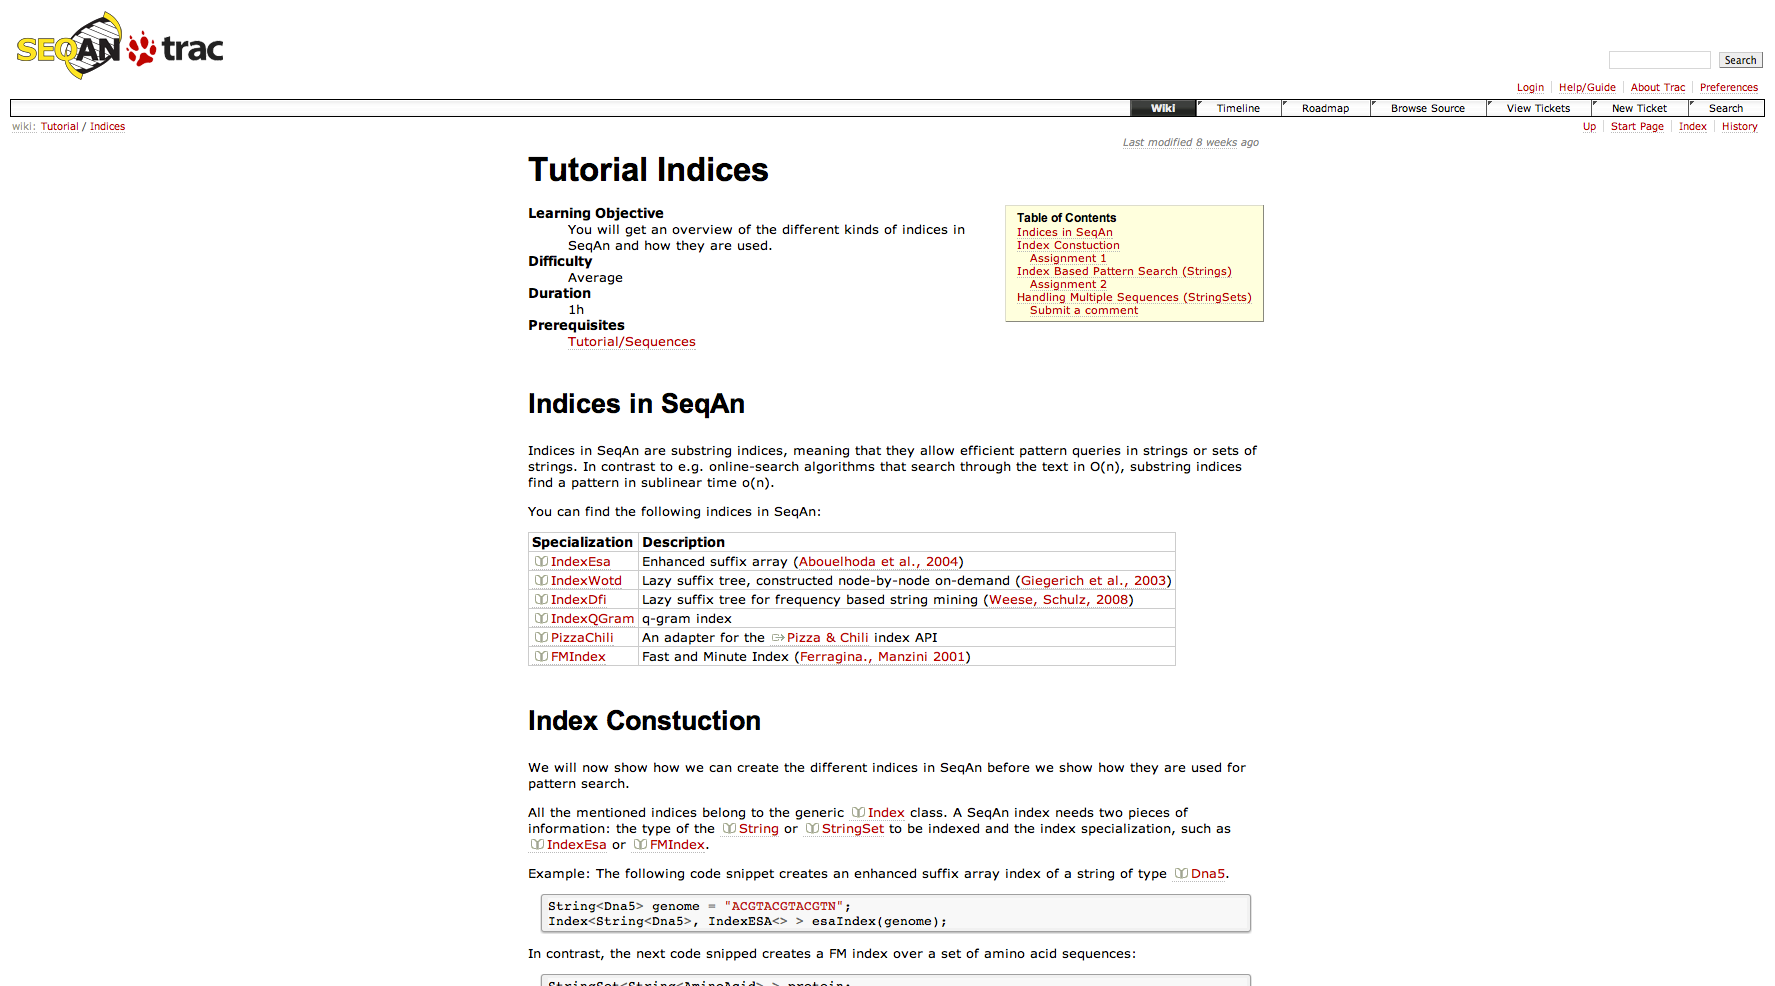 SEQAN trac
Search
Login Help/Guide About Trac Preferences
Wiki Timeline Roadmap Browse Source View Tickets New Ticket Search
wiki: Tutorial / Indices
Up Start Page Index History
Last modified 8 weeks ago
Tutorial Indices
Learning Objective
You will get an overview of the different kinds of indices in
SeqAn and how they are used.
Difficulty
Average
Duration
1h
Prerequisites
Tutorial/Sequences
Table of Contents
Indices in SeqAn
Index Constuction
Assignment 1
Index Based Pattern Search (Strings)
Assignment 2
Handling Multiple Sequences (StringSets)
Submit a comment
Indices in SeqAn
Indices in SeqAn are substring indices, meaning that they allow efficient pattern queries in strings or sets of
strings. In contrast to e.g. online-search algorithms that search through the text in O(n), substring indices
find a pattern in sublinear time o(n).
You can find the following indices in SeqAn:
Specialization Description
IndexEsa Enhanced suffix array (Abouelhoda et al., 2004)
IndexWotd Lazy suffix tree, constructed node-by-node on-demand (Giegerich et al., 2003)
IndexDfi Lazy suffix tree for frequency based string mining (Weese, Schulz, 2008)
IndexQGram q-gram index
PizzaChili An adapter for the Pizza & Chili index API
FMIndex Fast and Minute Index (Ferragina., Manzini 2001)
Index Constuction
We will now show how we can create the different indices in SeqAn before we show how they are used for
pattern search.
All the mentioned indices belong to the generic Index class. A SeqAn index needs two pieces of
information: the type of the String or StringSet to be indexed and the index specialization, such as
IndexEsa or FMIndex.
Example: The following code snippet creates an enhanced suffix array index of a string of type Dna5.
String<Dna5> genome = "ACGTACGTACGTN";
Index<String<Dna5>, IndexESA<> > esaIndex(genome);
In contrast, the next code snipped creates a FM index over a set of amino acid sequences:
StringSet<String<AminoAcid> > protein;